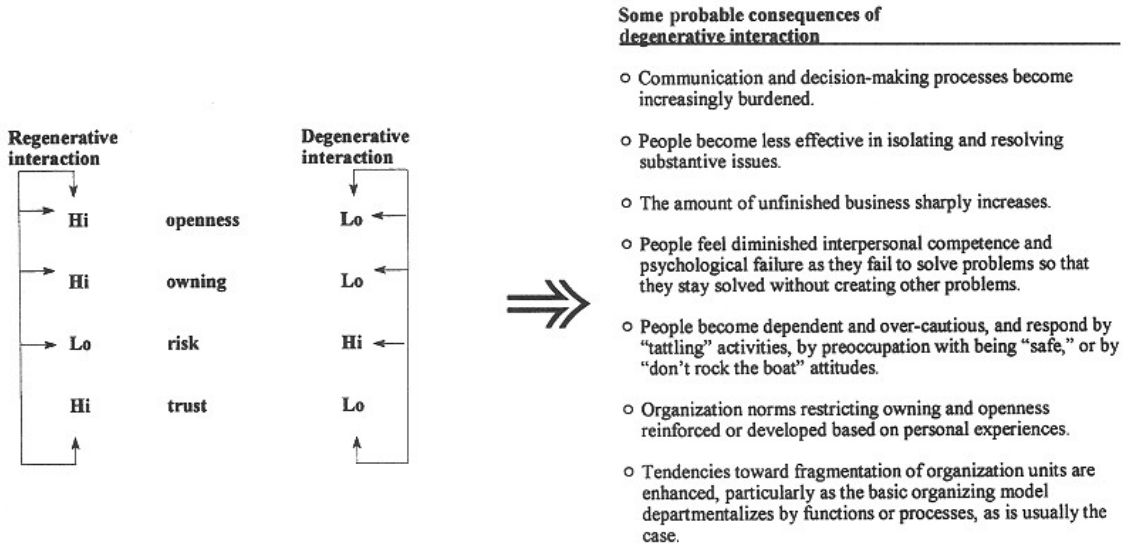 Regenerative
interaction
Degenerative
interaction
Hi openness Lo
Hi owning Lo
Lo risk Hi
Hi trust Lo
Some probable consequences of
degenerative interaction
o Communication and decision-making processes become
increasingly burdened.
o People become less effective in isolating and resolving
substantive issues.
o The amount of unfinished business sharply increases.
o People feel diminished interpersonal competence and
psychological failure as they fail to solve problems so that
they stay solved without creating other problems.
o People become dependent and over-cautious, and respond by
“tattling” activities, by preoccupation with being “safe,” or by
“don’t rock the boat” attitudes.
o Organization norms restricting owning and openness
reinforced or developed based on personal experiences.
o Tendencies toward fragmentation of organization units are
enhanced, particularly as the basic organizing model
departmentalizes by functions or processes, as is usually the
case.